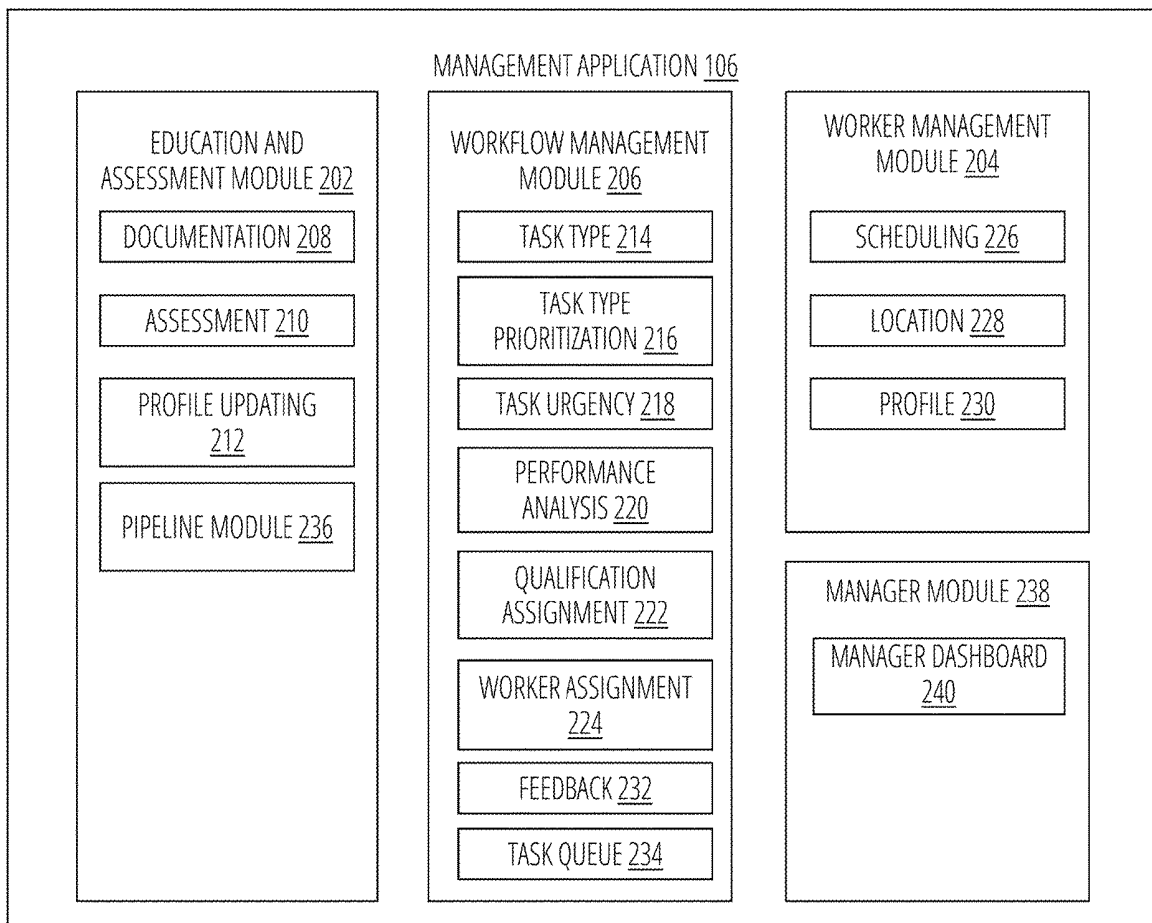 MANAGEMENT APPLICATION 106
EDUCATION AND
ASSESSMENT MODULE 202
DOCUMENTATION 208
ASSESSMENT 210
PROFILE UPDATING
212
PIPELINE MODULE 236
WORKFLOW MANAGEMENT
MODULE 206
TASK TYPE 214
TASK TYPE
PRIORITIZATION 216
TASK URGENCY 218
PERFORMANCE
ANALYSIS 220
QUALIFICATION
ASSIGNMENT 222
WORKER ASSIGNMENT
224
FEEDBACK 232
TASK QUEUE 234
WORKER MANAGEMENT
MODULE 204
SCHEDULING 226
LOCATION 228
PROFILE 230
MANAGER MODULE 238
MANAGER DASHBOARD
240